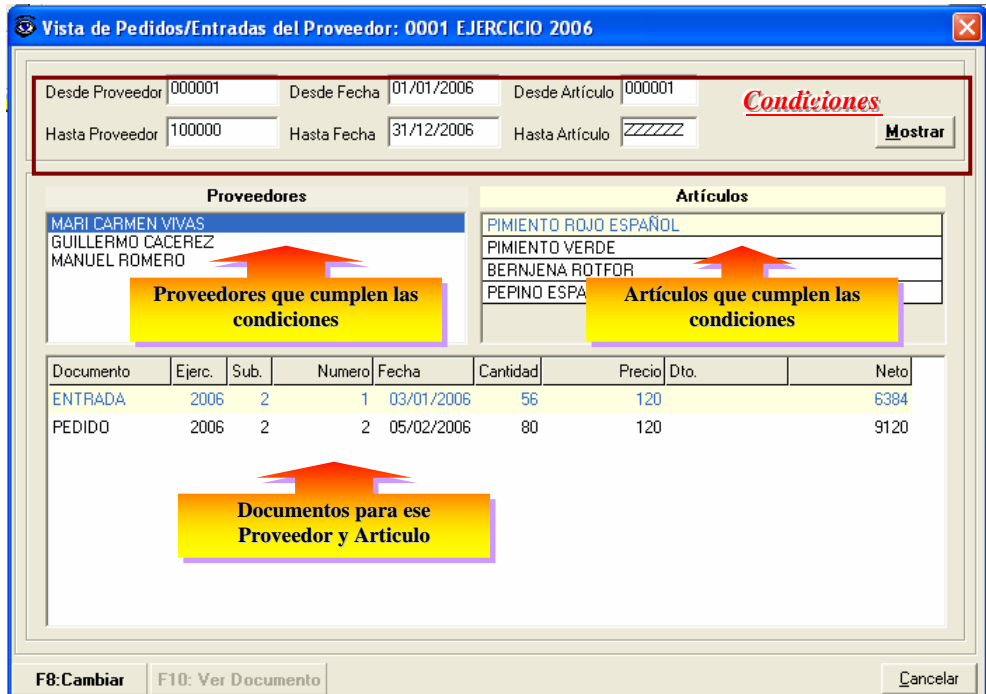 Vista de Pedidos/Entradas del Proveedor: 0001 EJERCICIO 2006
Desde Proveedor 000001 Desde Fecha 01/01/2006 Desde Artículo 000001
Condiciones
Hasta Proveedor 100000 Hasta Fecha 31/12/2006 Hasta Artículo ZZZZZZ Mostrar
Proveedores
MARI CARMEN VIVAS
GUILLERMO CACEREZ
MANUEL ROMERO
Proveedores que cumplen las
condiciones
Artículos
PIMIENTO ROJO ESPAÑOL
PIMIENTO VERDE
BERNJENA ROTFOR
PEPINO ESPA
Artículos que cumplen las
condiciones
Documento Ejerc. Sub. Numero Fecha Cantidad Precio Dto. Neto
ENTRADA 2006 2 1 03/01/2006 56 120 6384
PEDIDO 2006 2 2 05/02/2006 80 120 9120
Documentos para ese
Proveedor y Articulo
F8:Cambiar F10: Ver Documento Cancelar